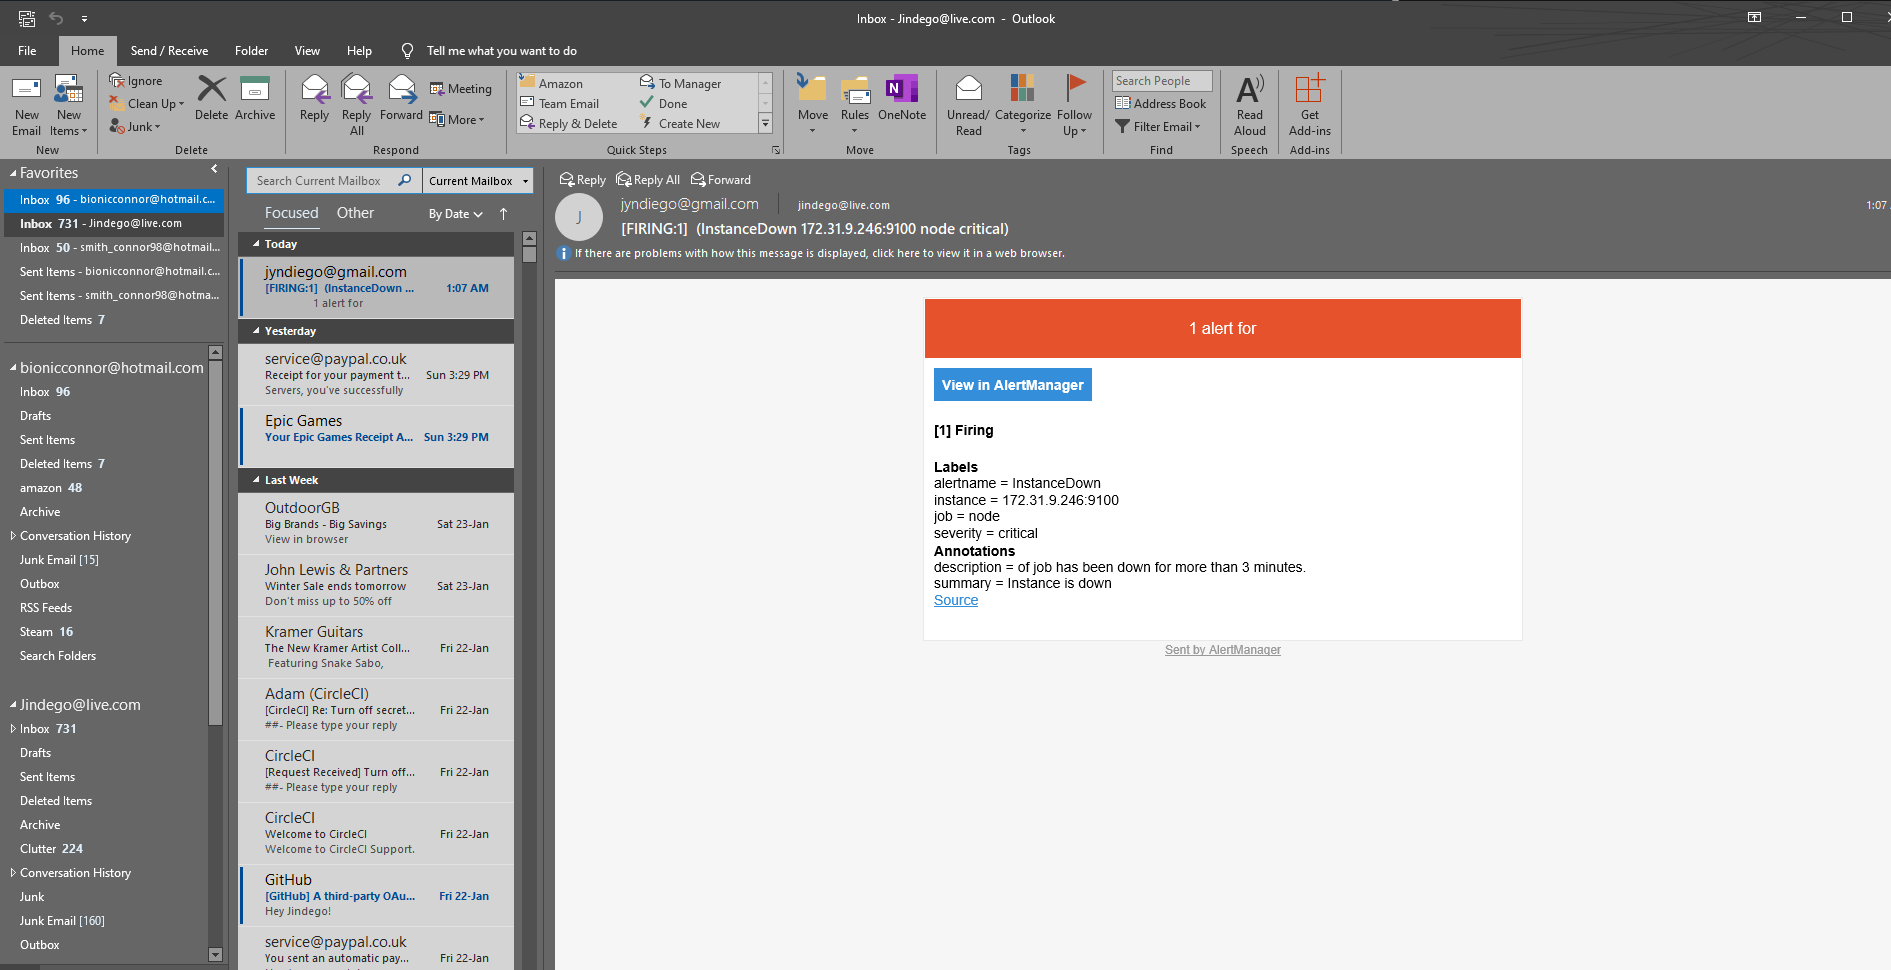 Inbox - Jindego@live.com - Outlook
File Home Send / Receive Folder View Help Tell me what you want to do
New Email
New Items
Ignore
Clean Up
Junk
Delete
Archive
Reply
Reply All
Forward
Meeting
More
Amazon
Team Email
Reply & Delete
To Manager
Done
Create New
Move
Rules
OneNote
Unread/ Read
Categorize
Follow Up
Search People
Address Book
Filter Email
Read Aloud
Get Add-ins
New Delete Respond Quick Steps Move Tags Find Speech Add-ins
Favorites
Inbox 96 - bionicconnor@hotmail.c...
Inbox 731 - Jindego@live.com
Inbox 50 - smith_connor98@hotmail...
Sent Items - bionicconnor@hotmail.c...
Sent Items - smith_connor98@hotma...
Deleted Items 7
bionicconnor@hotmail.com
Inbox 96
Drafts
Sent Items
Deleted Items 7
amazon 48
Archive
Conversation History
Junk Email [15]
Outbox
RSS Feeds
Steam 16
Search Folders
Jindego@live.com
Inbox 731
Drafts
Sent Items
Deleted Items
Archive
Clutter 224
Conversation History
Junk
Junk Email [160]
Outbox
Search Current Mailbox Current Mailbox
Focused Other By Date
Today
jyndiego@gmail.com
[FIRING:1] (InstanceDown ... 1:07 AM
1 alert for
Yesterday
service@paypal.co.uk
Receipt for your payment t... Sun 3:29 PM
Servers, you've successfully
Epic Games
Your Epic Games Receipt A... Sun 3:29 PM
Last Week
OutdoorGB
Big Brands - Big Savings Sat 23-Jan
View in browser
John Lewis & Partners
Winter Sale ends tomorrow Sat 23-Jan
Don't miss up to 50% off
Kramer Guitars
The New Kramer Artist Coll... Fri 22-Jan
Featuring Snake Sabo,
Adam (CircleCI)
[CircleCI] Re: Turn off secret... Fri 22-Jan
##- Please type your reply
CircleCI
[Request Received] Turn off... Fri 22-Jan
##- Please type your reply
CircleCI
Welcome to CircleCI Fri 22-Jan
Welcome to CircleCI Support.
GitHub
[GitHub] A third-party OAu... Fri 22-Jan
Hey Jindego!
service@paypal.co.uk
You sent an automatic pay... Fri 22-Jan
Reply Reply All Forward
J
jyndiego@gmail.com jindego@live.com
1:07
[FIRING:1] (InstanceDown 172.31.9.246:9100 node critical)
If there are problems with how this message is displayed, click here to view it in a web browser.
1 alert for
View in AlertManager
[1] Firing
Labels
alertname = InstanceDown
instance = 172.31.9.246:9100
job = node
severity = critical
Annotations
description = of job has been down for more than 3 minutes.
summary = Instance is down
Source
Sent by AlertManager